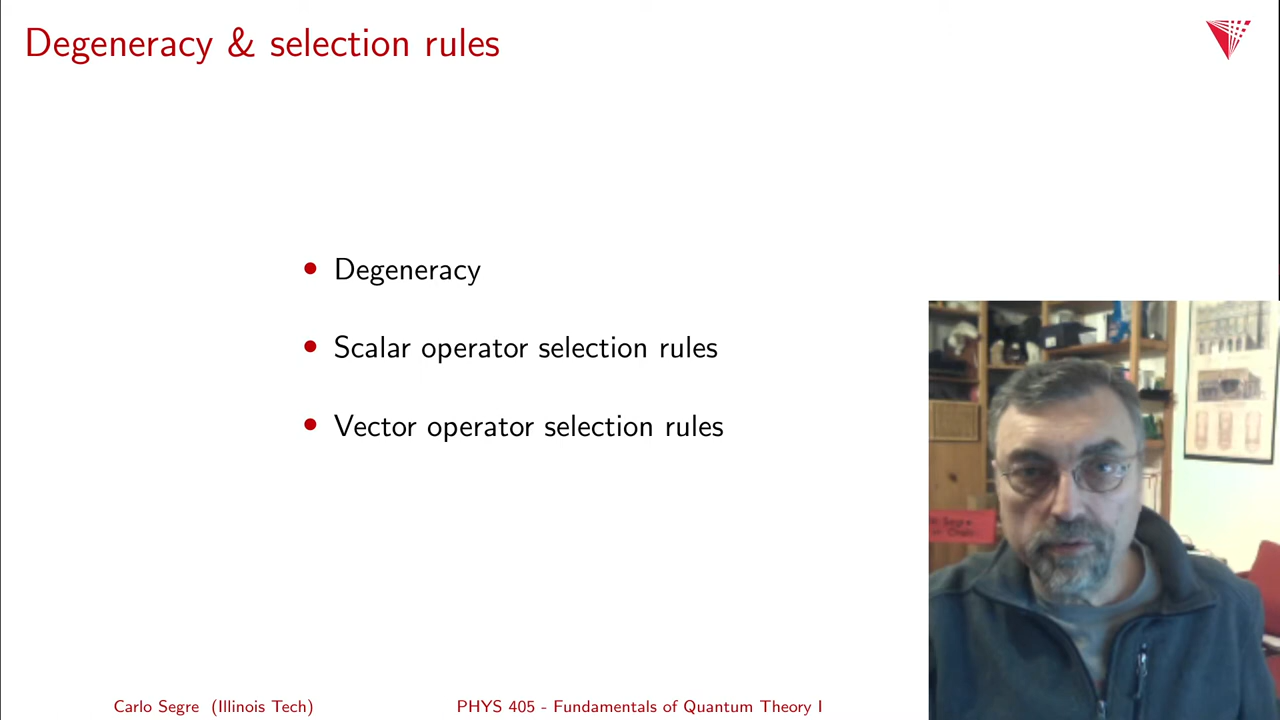 Degeneracy & selection rules
• Degeneracy
• Scalar operator selection rules
• Vector operator selection rules
Carlo Segre (Illinois Tech)
PHYS 405 - Fundamentals of Quantum Theory I